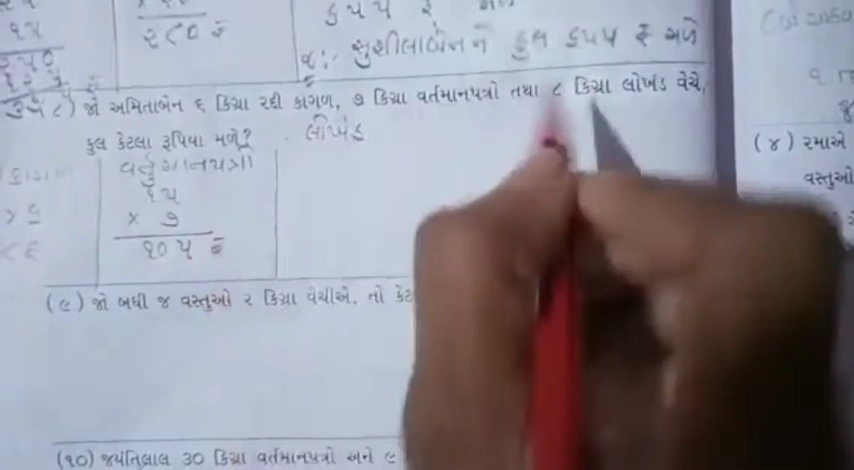 ૨૮૦ ₹
૬૫૫ ₹
જ:- સુશીલાબેનને કુલ ૬૫૫ ₹ મળે
૮) જો અમિતાબેન ૬ કિગ્રા રદ્દી કાગળ, ૭ કિગ્રા વર્તમાનપત્રો તથા ૮ કિગ્રા લોખંડ વેચે,
કુલ કેટલા રૂપિયા મળે?
લોખંડ
વર્તમાનપત્રો
૧૫
× ૭
૧૦૫ ₹
(૪) રમાએ
વસ્તુઓ
(૯) જો બધી જ વસ્તુઓ ૨ કિગ્રા વેચીએ, તો
(૧૦) જયંતિલાલ 30 કિગ્રા વર્તમાનપત્રો અને ૯